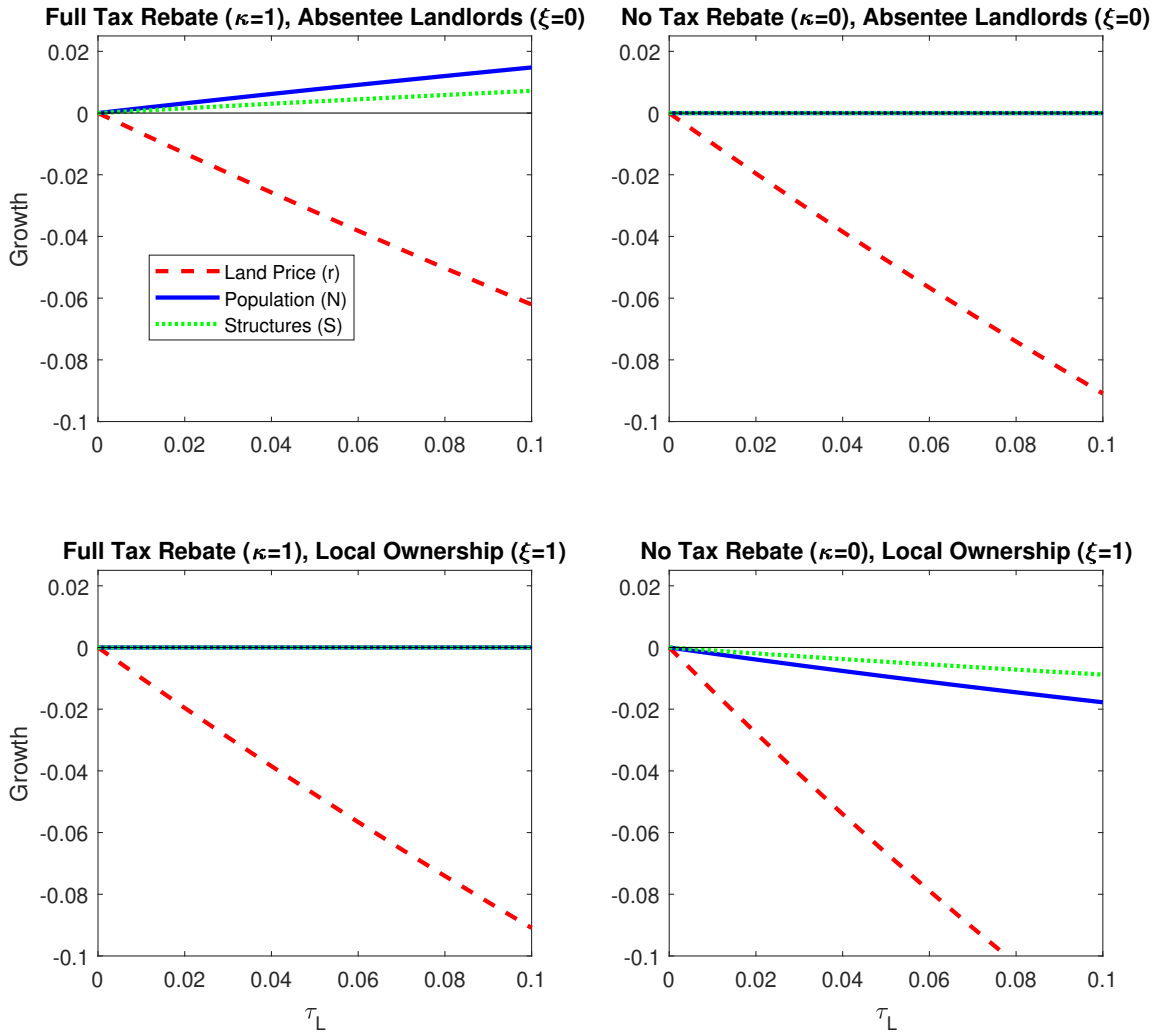 Full Tax Rebate (κ=1), Absentee Landlords (ξ=0)
0.02
0
-0.02
-0.04
-0.06
-0.08
-0.1
Growth
Land Price (r)
Population (N)
Structures (S)
0 0.02 0.04 0.06 0.08 0.1
No Tax Rebate (κ=0), Absentee Landlords (ξ=0)
0.02
0
-0.02
-0.04
-0.06
-0.08
-0.1
0 0.02 0.04 0.06 0.08 0.1
Full Tax Rebate (κ=1), Local Ownership (ξ=1)
0.02
0
-0.02
-0.04
-0.06
-0.08
-0.1
Growth
0 0.02 0.04 0.06 0.08 0.1
τ_L
No Tax Rebate (κ=0), Local Ownership (ξ=1)
0.02
0
-0.02
-0.04
-0.06
-0.08
-0.1
0 0.02 0.04 0.06 0.08 0.1
τ_L